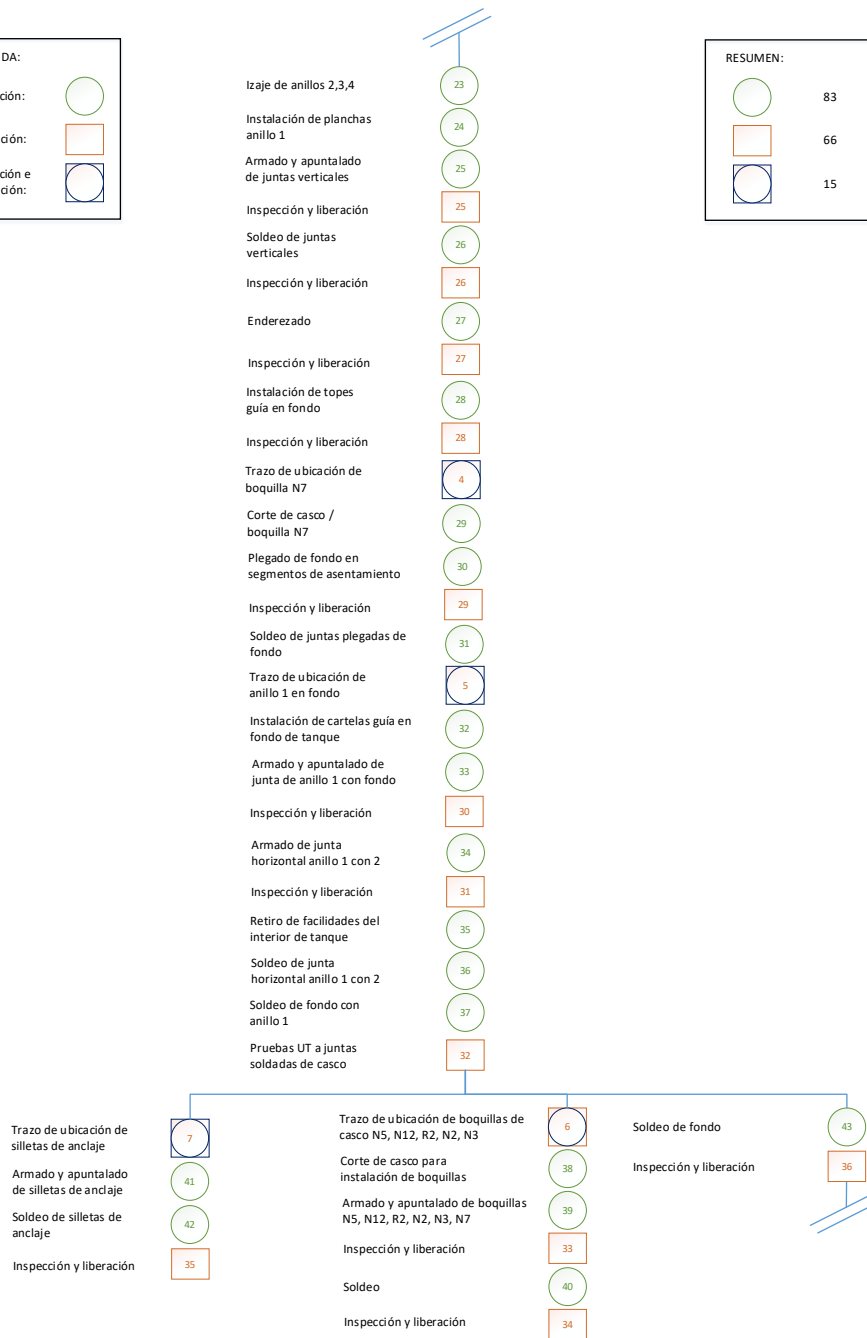 DA:
ción:
ción:
ción e
ción:
RESUMEN:
83
66
15
Izaje de anillos 2,3,4
23
Instalación de planchas
anillo 1
24
Armado y apuntalado
de juntas verticales
25
Inspección y liberación
25
Soldeo de juntas
verticales
26
Inspección y liberación
26
Enderezado
27
Inspección y liberación
27
Instalación de topes
guía en fondo
28
Inspección y liberación
28
Trazo de ubicación de
boquilla N7
4
Corte de casco /
boquilla N7
29
Plegado de fondo en
segmentos de asentamiento
30
Inspección y liberación
29
Soldeo de juntas plegadas de
fondo
31
Trazo de ubicación de
anillo 1 en fondo
5
Instalación de cartelas guía en
fondo de tanque
32
Armado y apuntalado de
junta de anillo 1 con fondo
33
Inspección y liberación
30
Armado de junta
horizontal anillo 1 con 2
34
Inspección y liberación
31
Retiro de facilidades del
interior de tanque
35
Soldeo de junta
horizontal anillo 1 con 2
36
Soldeo de fondo con
anillo 1
37
Pruebas UT a juntas
soldadas de casco
32
Trazo de ubicación de
silletas de anclaje
7
Armado y apuntalado
de silletas de anclaje
41
Soldeo de silletas de
anclaje
42
Inspección y liberación
35
Trazo de ubicación de boquillas de
casco N5, N12, R2, N2, N3
6
Corte de casco para
instalación de boquillas
38
Armado y apuntalado de boquillas
N5, N12, R2, N2, N3, N7
39
Inspección y liberación
33
Soldeo
40
Inspección y liberación
34
Soldeo de fondo
43
Inspección y liberación
36